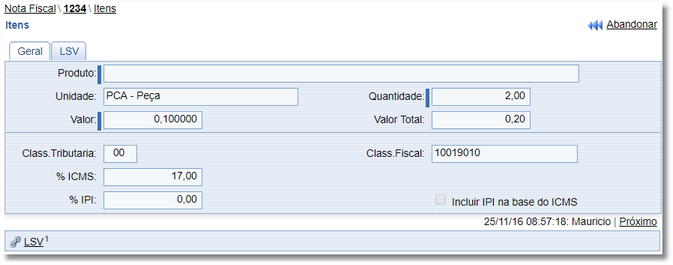 Nota Fiscal \ 1234 \ Itens
Itens
Abandonar
Geral LSV
Produto:
Unidade: PCA - Peça Quantidade: 2,00
Valor: 0,100000 Valor Total: 0,20
Class.Tributaria: 00 Class.Fiscal: 10019010
% ICMS: 17,00
% IPI: 0,00 Incluir IPI na base do ICMS
25/11/16 08:57:18: Mauricio | Próximo
LSV 1